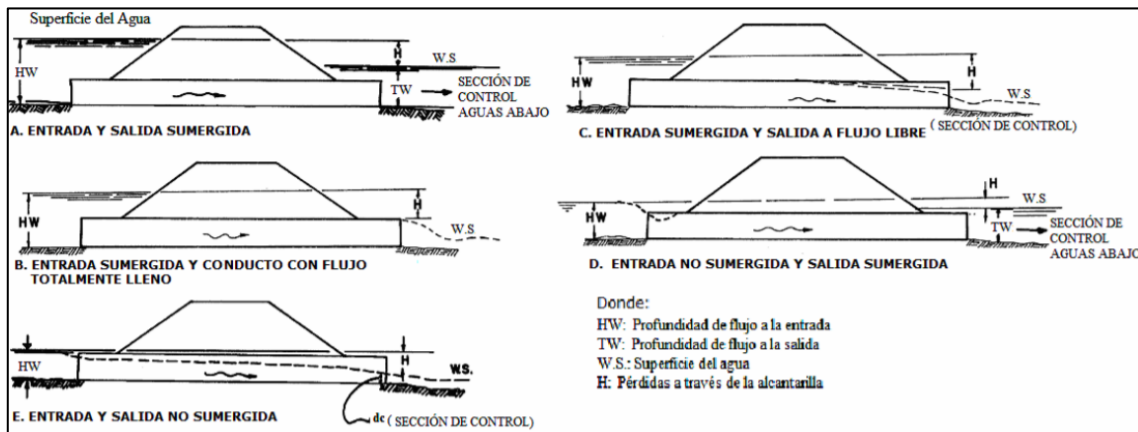 Superficie del Agua
HW
H
W.S
TW
SECCIÓN DE
CONTROL
AGUAS ABAJO
A. ENTRADA Y SALIDA SUMERGIDA
HW
H
W.S
B. ENTRADA SUMERGIDA Y CONDUCTO CON FLUJO
TOTALMENTE LLENO
HW
H
W.S.
dc ( SECCIÓN DE CONTROL)
E. ENTRADA Y SALIDA NO SUMERGIDA
HW
H
W.S
C. ENTRADA SUMERGIDA Y SALIDA A FLUJO LIBRE ( SECCIÓN DE CONTROL)
HW
H
W.S
TW
SECCIÓN DE
CONTROL
AGUAS ABAJO
D. ENTRADA NO SUMERGIDA Y SALIDA SUMERGIDA
Donde:
HW: Profundidad de flujo a la entrada
TW: Profundidad de flujo a la salida
W.S.: Superficie del agua
H: Pérdidas a través de la alcantarilla